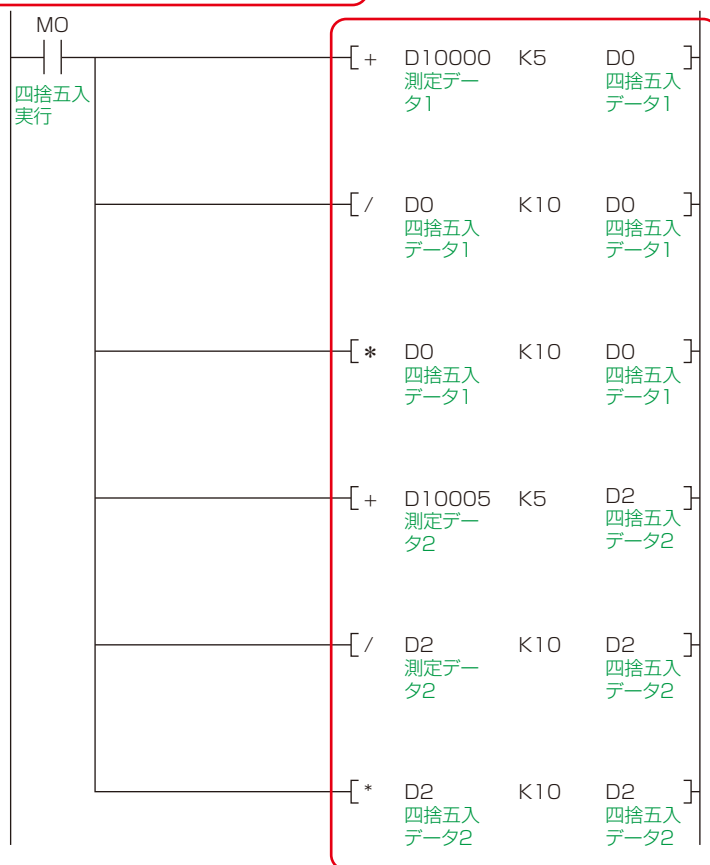 M0
四捨五入
実行
[+ D10000 K5 D0 ]
測定デー 四捨五入
タ1 データ1
[/ D0 K10 D0 ]
四捨五入 四捨五入
データ1 データ1
[* D0 K10 D0 ]
四捨五入 四捨五入
データ1 データ1
[+ D10005 K5 D2 ]
測定デー 四捨五入
タ2 データ2
[/ D2 K10 D2 ]
測定デー 四捨五入
タ2 データ2
[* D2 K10 D2 ]
四捨五入 四捨五入
データ2 データ2